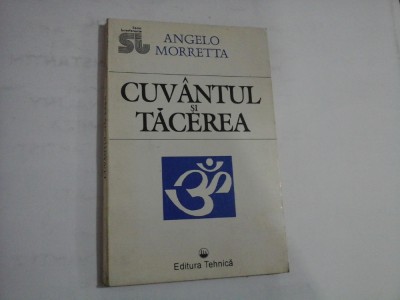 ANGELO
MORRETTA
CUVÂNTUL
ȘI
TĂCEREA
Editura Tehnică